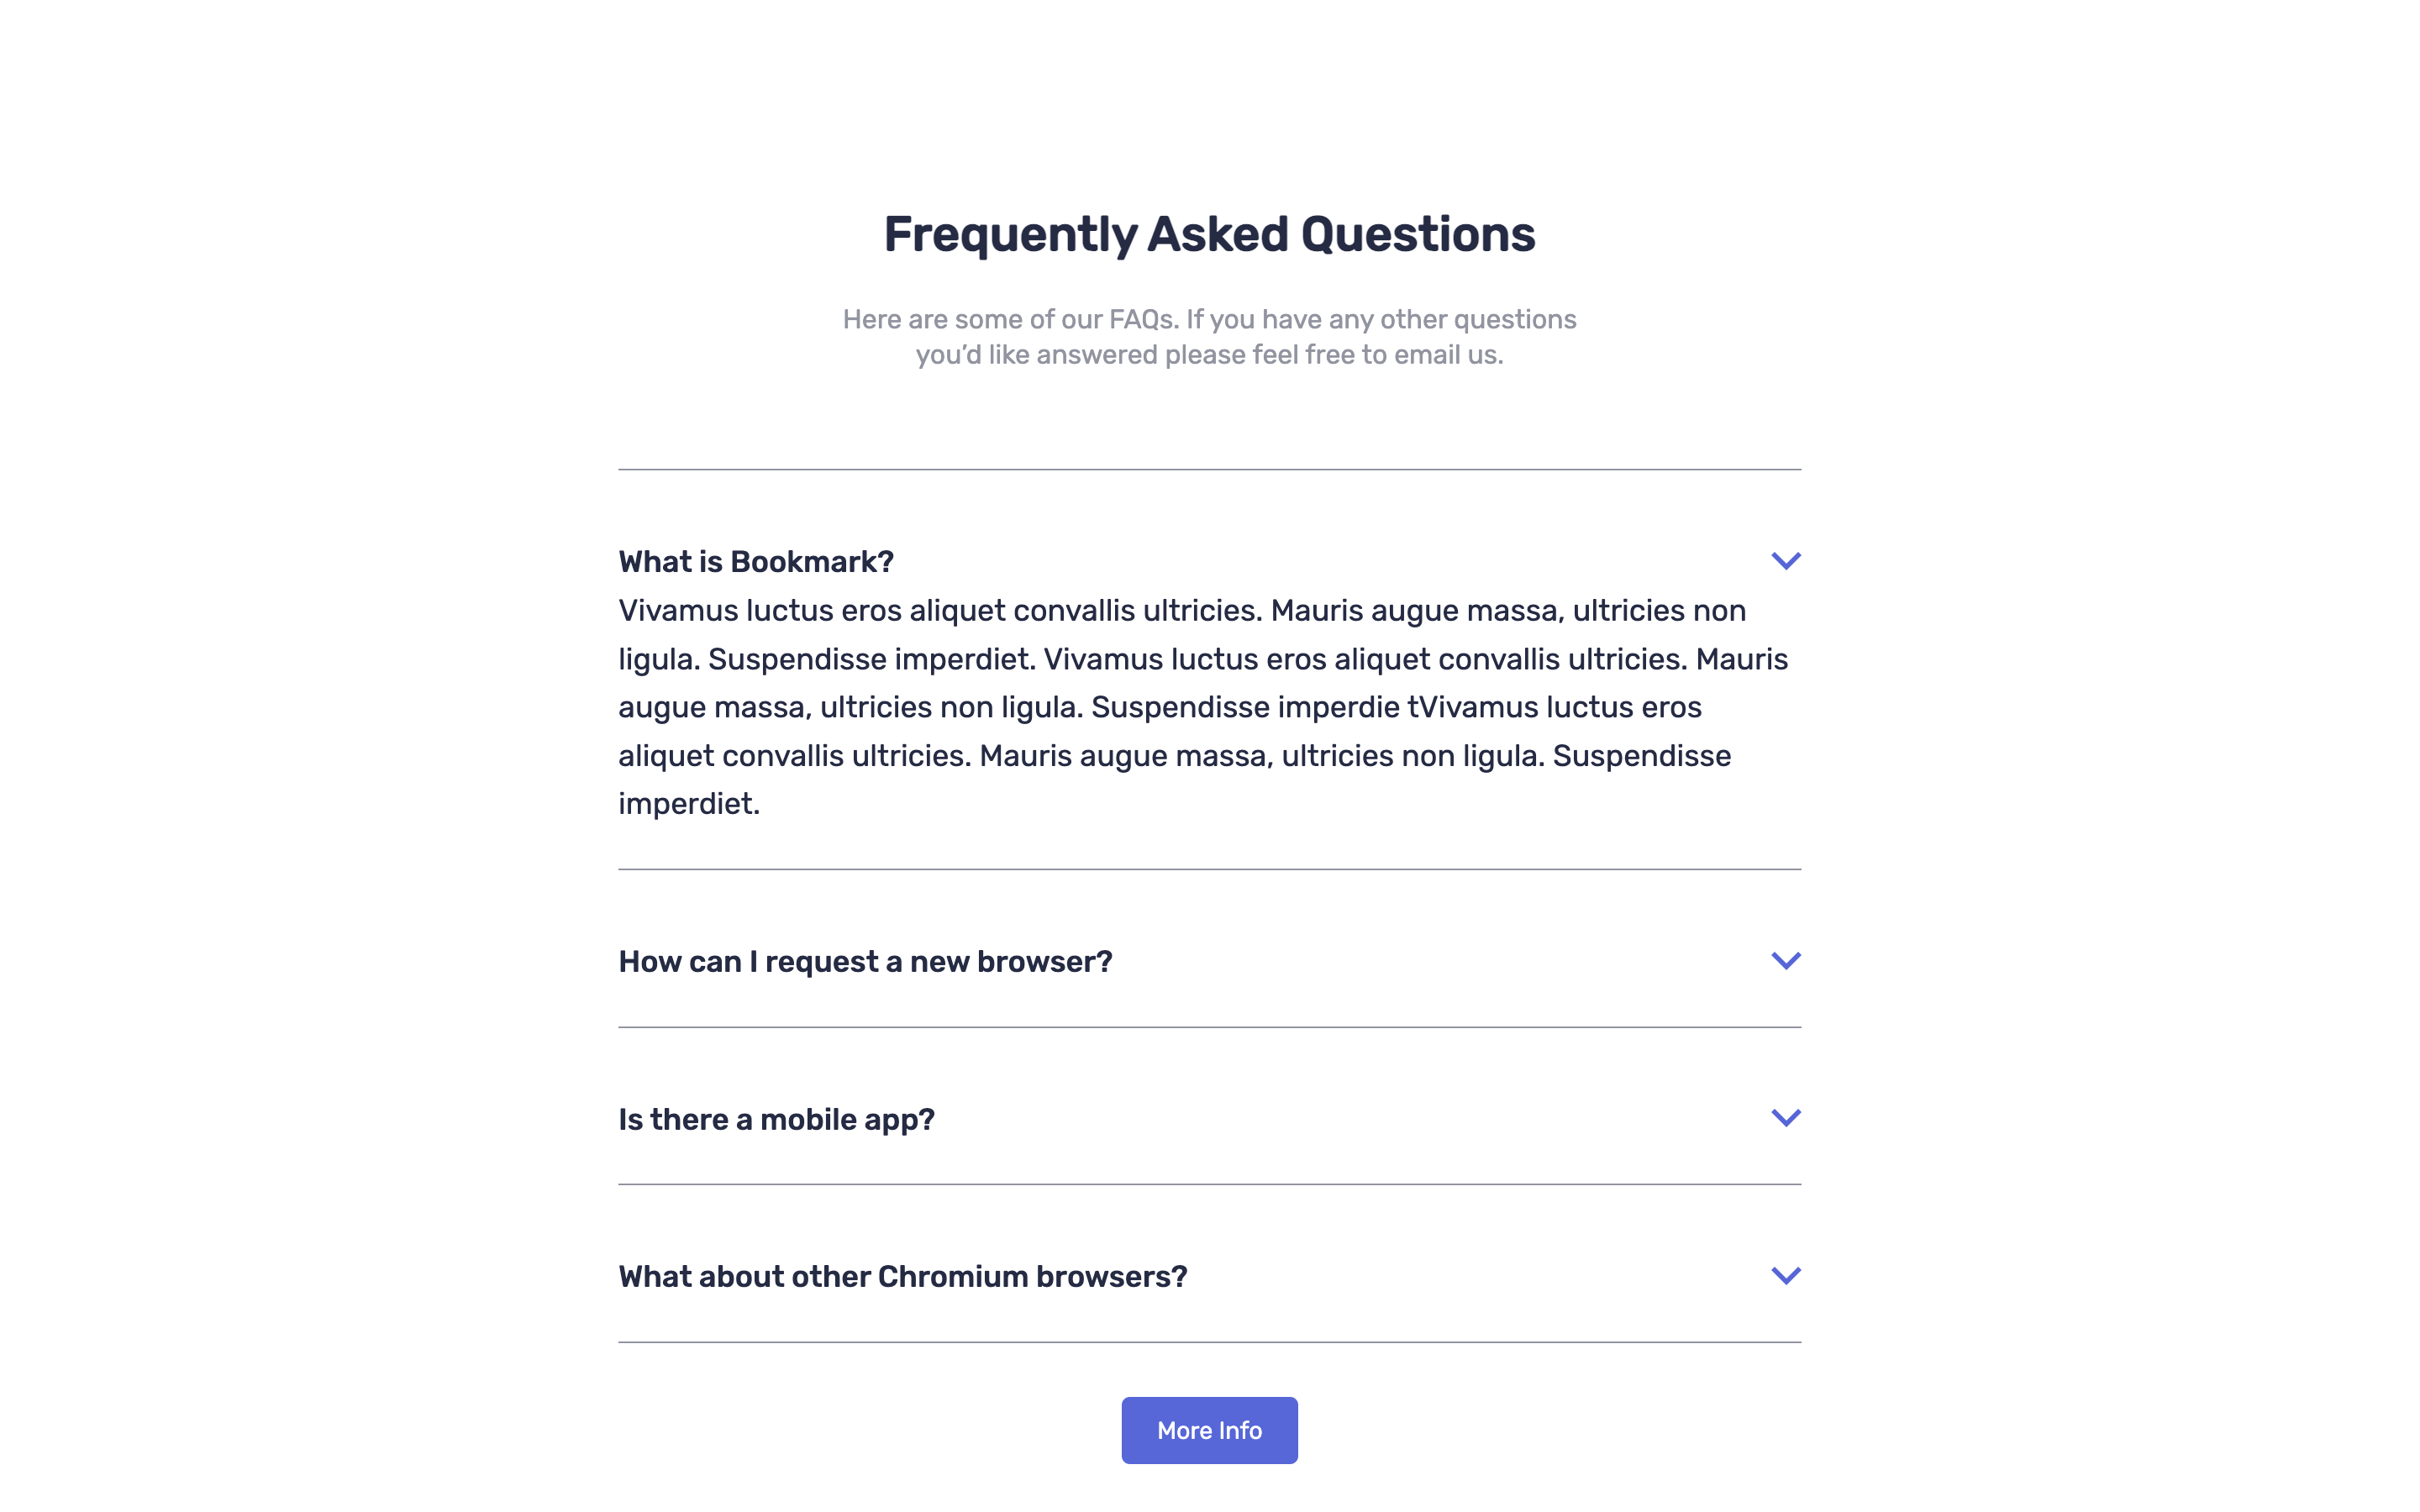 Frequently Asked Questions
Here are some of our FAQs. If you have any other questions
you’d like answered please feel free to email us.
What is Bookmark?
Vivamus luctus eros aliquet convallis ultricies. Mauris augue massa, ultricies non
ligula. Suspendisse imperdiet. Vivamus luctus eros aliquet convallis ultricies. Mauris
augue massa, ultricies non ligula. Suspendisse imperdie tVivamus luctus eros
aliquet convallis ultricies. Mauris augue massa, ultricies non ligula. Suspendisse
imperdiet.
How can I request a new browser?
Is there a mobile app?
What about other Chromium browsers?
More Info